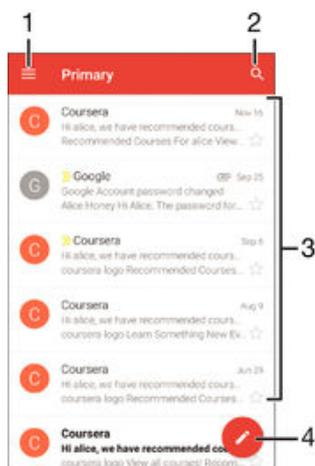 1
2
Primary
Coursera Nov 16
Hi alice, we have recommended cours...
Recommended Courses For alice View...
G Google Sep 25
Google Account password changed
Alice Honey Hi Alice, The password for...
C Coursera Sep 6
Hi alice, we have recommended cours...
coursera logo Recommended Courses...
3
C Coursera Aug 9
Hi alice, we have recommended cours...
coursera logo Learn Something New Ev...
C Coursera Jun 29
Hi alice, we have recommended cours...
coursera logo Recommended Courses...
C Coursera
Hi alice, we have recommended co
4
coursera logo View all courses! Recom...